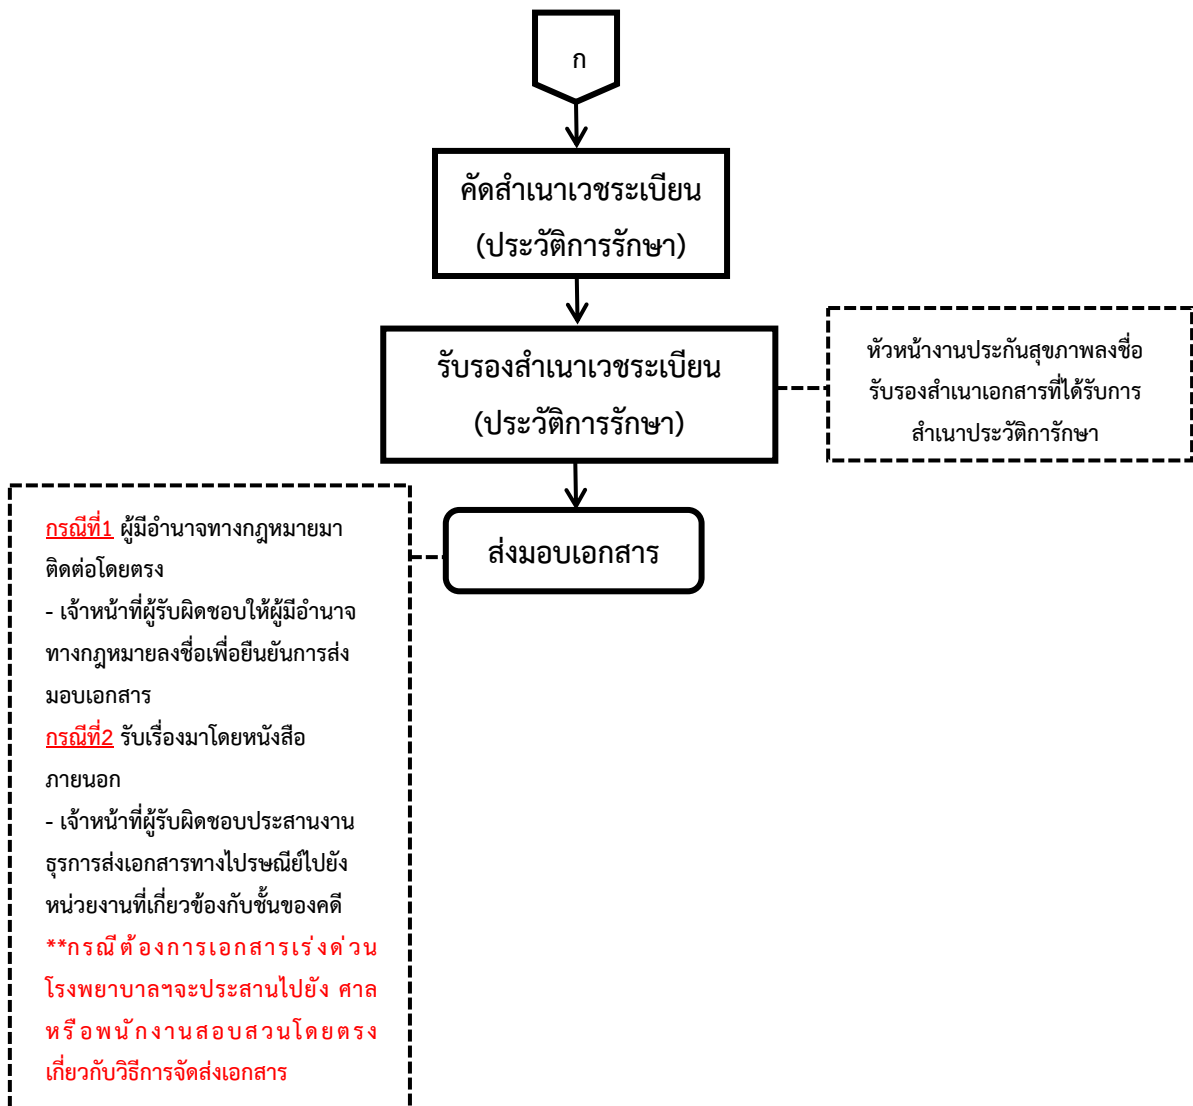 ก
คัดสำเนาเวชระเบียน
(ประวัติการรักษา)
รับรองสำเนาเวชระเบียน
(ประวัติการรักษา)
หัวหน้างานประกันสุขภาพลงชื่อ
รับรองสำเนาเอกสารที่ได้รับการ
สำเนาประวัติการักษา
ส่งมอบเอกสาร
กรณีที่1 ผู้มีอำนาจทางกฎหมายมา
ติดต่อโดยตรง
- เจ้าหน้าที่ผู้รับผิดชอบให้ผู้มีอำนาจ
ทางกฎหมายลงชื่อเพื่อยืนยันการส่ง
มอบเอกสาร
กรณีที่2 รับเรื่องมาโดยหนังสือ
ภายนอก
- เจ้าหน้าที่ผู้รับผิดชอบประสานงาน
ธุรการส่งเอกสารทางไปรษณีย์ไปยัง
หน่วยงานที่เกี่ยวข้องกับชั้นของคดี
**กรณีต้องการเอกสารเร่งด่วน
โรงพยาบาลฯจะประสานไปยัง ศาล
หรือพนักงานสอบสวนโดยตรง
เกี่ยวกับวิธีการจัดส่งเอกสาร